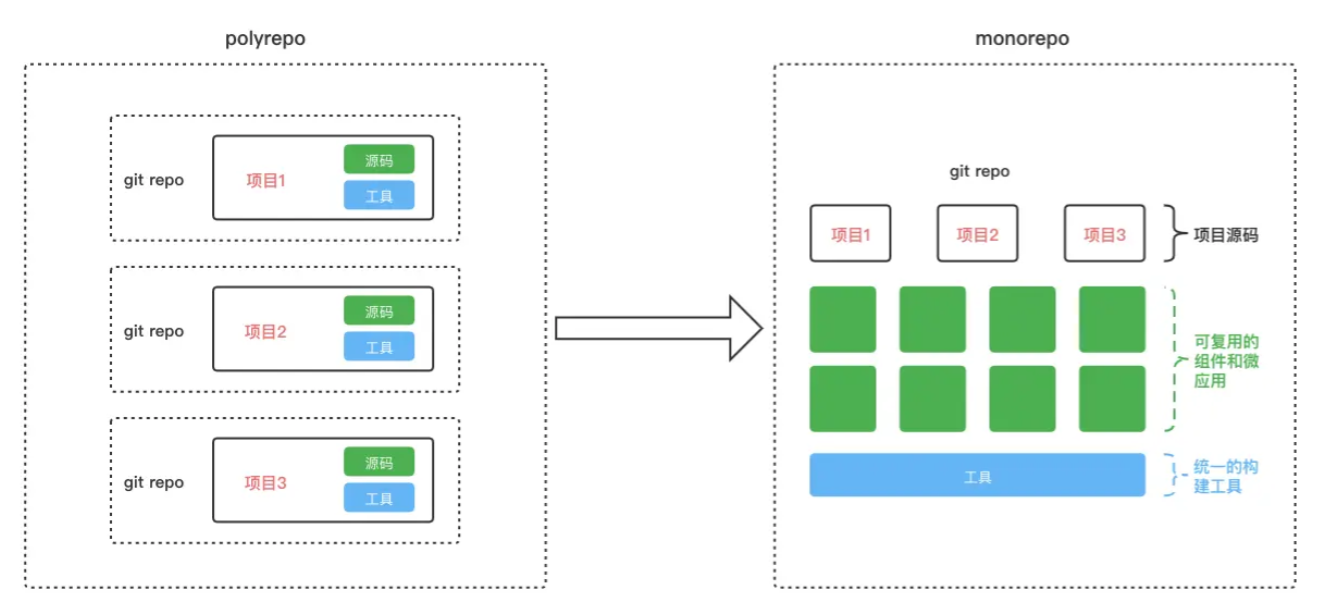 polyrepo
git repo
项目1
源码
工具
git repo
项目2
源码
工具
git repo
项目3
源码
工具
monorepo
git repo
项目1
项目2
项目3
项目源码
可复用的
组件和微
应用
工具
统一的构
建工具